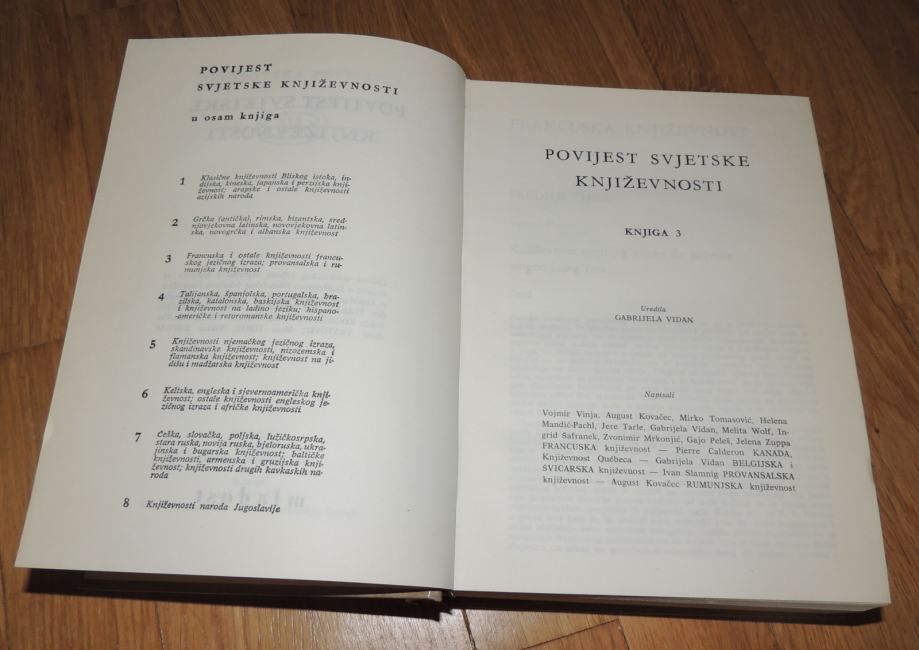 POVIJEST
SVJETSKE KNJIŽEVNOSTI
u osam knjiga
1 Klasične književnosti Bliskog istoka, in-
dijska, kineska, japanska i perzijska knji-
ževnost; arapske i ostale književnosti
azijskih naroda
2 Grčka (antička), rimska, bizantska, sred-
njovjekovna latinska, novovjekovna latin-
ska, novogrčka i albanska književnost
3 Francuska i ostale književnosti francu-
skog jezičnog izraza; provansalska i ru-
munjska književnost
4 Talijanska, španjolska, portugalska, bra-
zilska, katalonska, baskijska književnost
i književnost na ladino jeziku; hispano-
-američke i retoromanske književnosti
5 Književnosti njemačkog jezičnog izraza,
skandinavske književnosti, nizozemska i
flamanska književnost; književnost na ji-
dišu i madžarska književnost
6 Keltska, engleska i sjevernoamerička knji-
ževnost; ostale književnosti engleskog je-
zičnog izraza i afričke književnosti
7 Češka, slovačka, poljska, lužičkosrpska,
stara ruska, novija ruska, bjeloruska, ukra-
jinska i bugarska književnost; baltičke
književnosti, armenska i gruzijska knji-
ževnost; književnosti drugih kavkaskih na-
roda
8 Književnosti naroda Jugoslavije
POVIJEST SVJETSKE
KNJIŽEVNOSTI
KNJIGA 3
Uredila
GABRIJELA VIDAN
Napisali
Vojmir Vinja, August Kovačec, Mirko Tomasović, Helena
Mandić-Pachl, Jere Tarle, Gabrijela Vidan, Melita Wolf, In-
grid Šafranek, Zvonimir Mrkonjić, Gajo Peleš, Jelena Zuppa
FRANCUSKA književnost — Pierre Calderon KANADA,
Književnost Québeca — Gabrijela Vidan BELGIJSKA i
ŠVICARSKA književnost — Ivan Slamnig PROVANSALSKA
književnost — August Kovačec RUMUNJSKA književnost